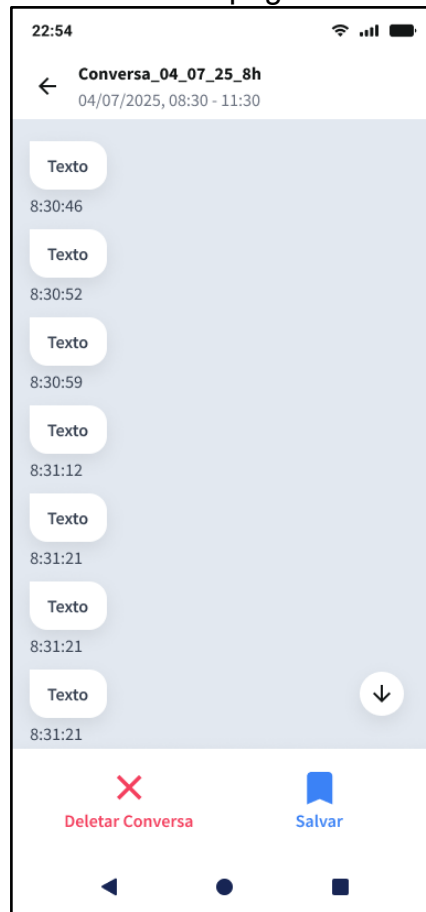 22:54
Conversa_04_07_25_8h
04/07/2025, 08:30 - 11:30
Texto
8:30:46
Texto
8:30:52
Texto
8:30:59
Texto
8:31:12
Texto
8:31:21
Texto
8:31:21
Texto
8:31:21
Deletar Conversa
Salvar